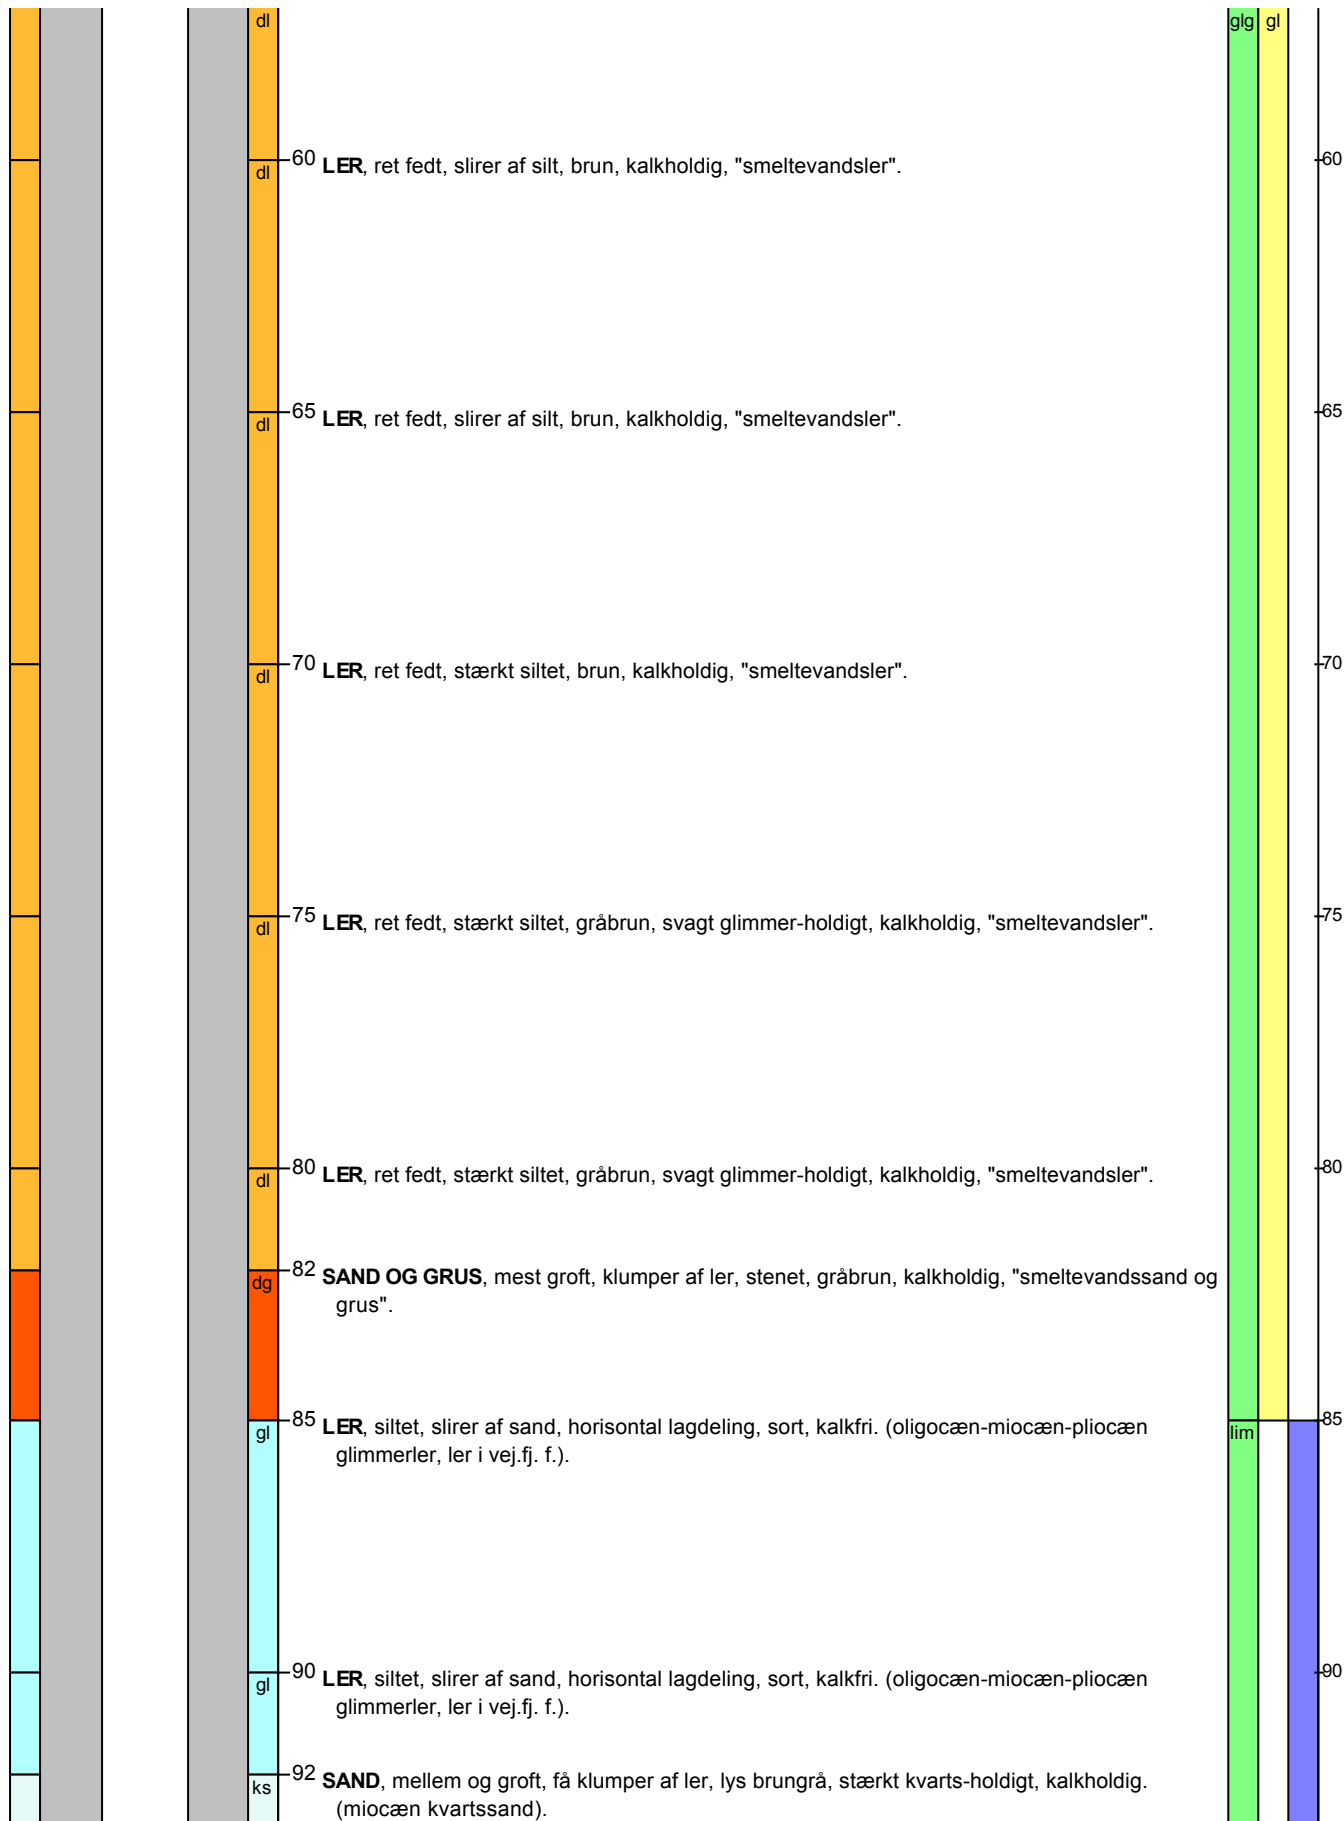 dl glg gl
60 LER, ret fedt, slirer af silt, brun, kalkholdig, "smeltevandsler". 60
dl
65 LER, ret fedt, slirer af silt, brun, kalkholdig, "smeltevandsler". 65
dl
70 LER, ret fedt, stærkt siltet, brun, kalkholdig, "smeltevandsler". 70
dl
75 LER, ret fedt, stærkt siltet, gråbrun, svagt glimmer-holdigt, kalkholdig, "smeltevandsler". 75
dl
80 LER, ret fedt, stærkt siltet, gråbrun, svagt glimmer-holdigt, kalkholdig, "smeltevandsler". 80
dl
82 SAND OG GRUS, mest groft, klumper af ler, stenet, gråbrun, kalkholdig, "smeltevandssand og
dg
grus".
85 LER, siltet, slirer af sand, horisontal lagdeling, sort, kalkfri. (oligocæn-miocæn-pliocæn 85
gl lim
glimmerler, ler i vej.fj. f.).
90 LER, siltet, slirer af sand, horisontal lagdeling, sort, kalkfri. (oligocæn-miocæn-pliocæn 90
gl
glimmerler, ler i vej.fj. f.).
92 SAND, mellem og groft, få klumper af ler, lys brungrå, stærkt kvarts-holdigt, kalkholdig.
ks
(miocæn kvartssand).